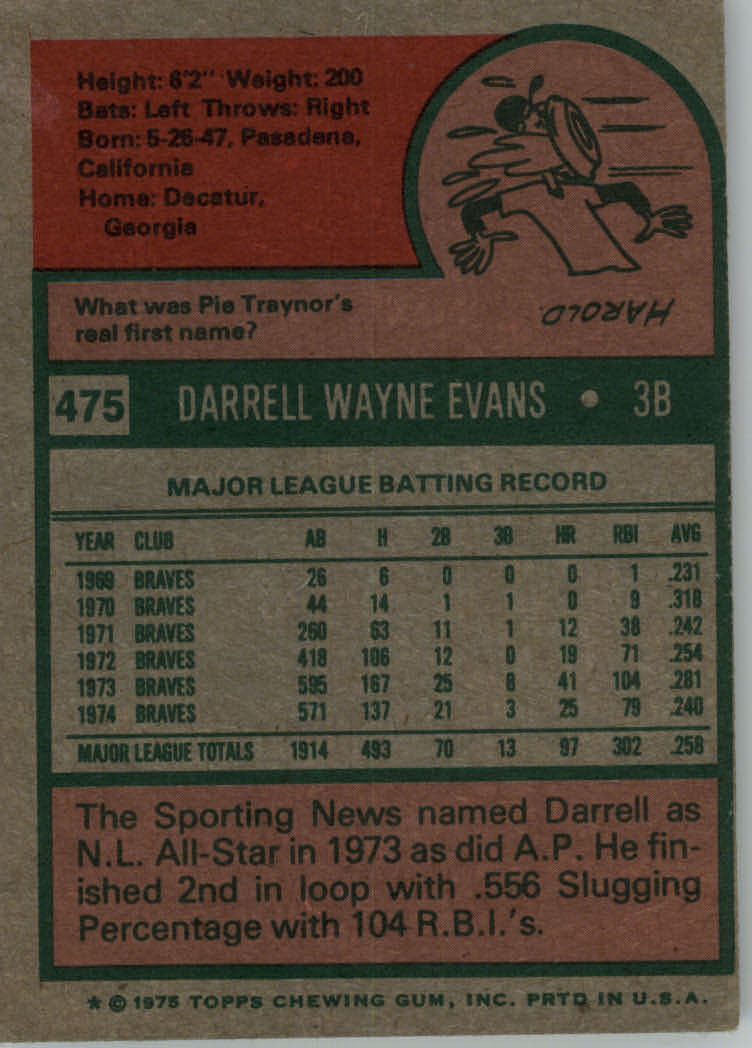 Height: 6'2" Weight: 200
Bats: Left Throws: Right
Born: 5-26-47, Pasadena,
California
Home: Decatur,
Georgia
What was Pie Traynor's
real first name?
HAROLD.
475 DARRELL WAYNE EVANS • 3B
MAJOR LEAGUE BATTING RECORD
YEAR CLUB AB H 2B 3B HR RBI AVG
1969 BRAVES 26 6 0 0 0 1 .231
1970 BRAVES 44 14 1 1 0 9 .318
1971 BRAVES 260 63 11 1 12 38 .242
1972 BRAVES 418 106 12 0 19 71 .254
1973 BRAVES 595 167 25 8 41 104 .281
1974 BRAVES 571 137 21 3 25 79 .240
MAJOR LEAGUE TOTALS 1914 493 70 13 97 302 .258
The Sporting News named Darrell as
N.L. All-Star in 1973 as did A.P. He fin-
ished 2nd in loop with .556 Slugging
Percentage with 104 R.B.I.'s.
* © 1975 TOPPS CHEWING GUM, INC. PRTD IN U.S.A.